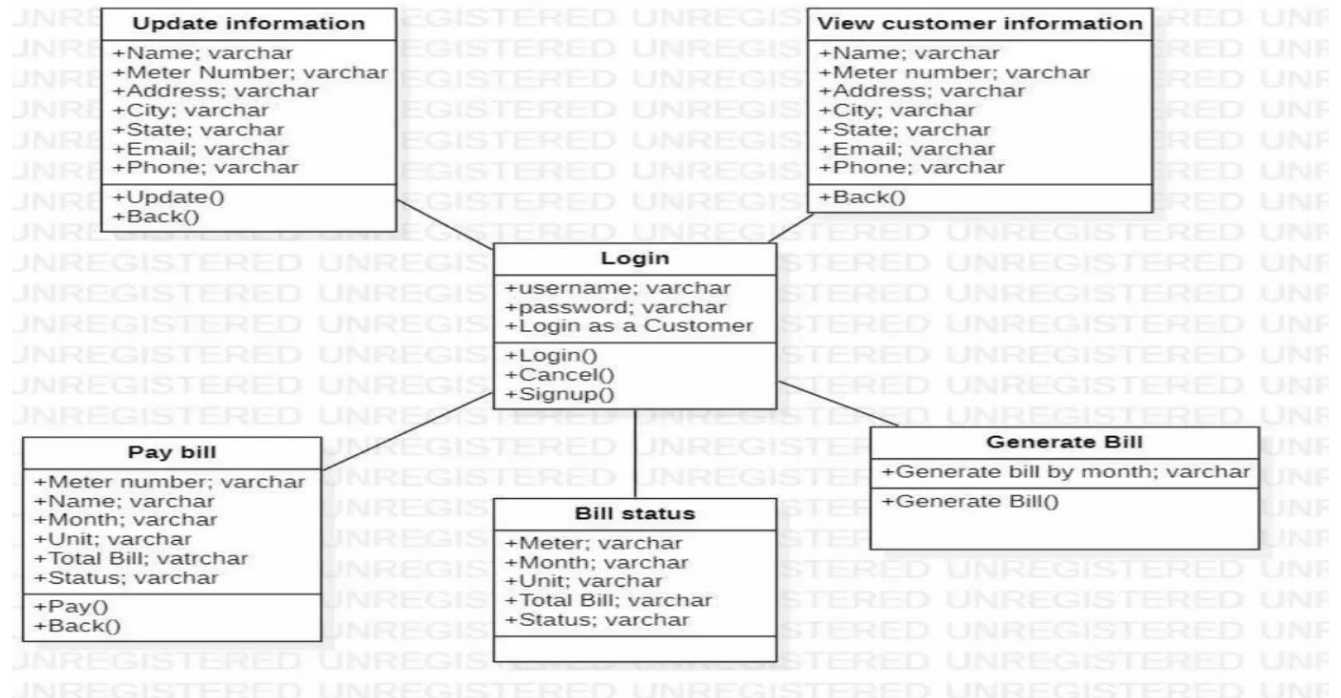 Update information
+Name; varchar
+Meter Number; varchar
+Address; varchar
+City; varchar
+State; varchar
+Email; varchar
+Phone; varchar
+Update()
+Back()
View customer information
+Name; varchar
+Meter number; varchar
+Address; varchar
+City; varchar
+State; varchar
+Email; varchar
+Phone; varchar
+Back()
Login
+username; varchar
+password; varchar
+Login as a Customer
+Login()
+Cancel()
+Signup()
Pay bill
+Meter number; varchar
+Name; varchar
+Month; varchar
+Unit; varchar
+Total Bill; vatrchar
+Status; varchar
+Pay()
+Back()
Bill status
+Meter; varchar
+Month; varchar
+Unit; varchar
+Total Bill; varchar
+Status; varchar
Generate Bill
+Generate bill by month; varchar
+Generate Bill()
UNREGISTERED